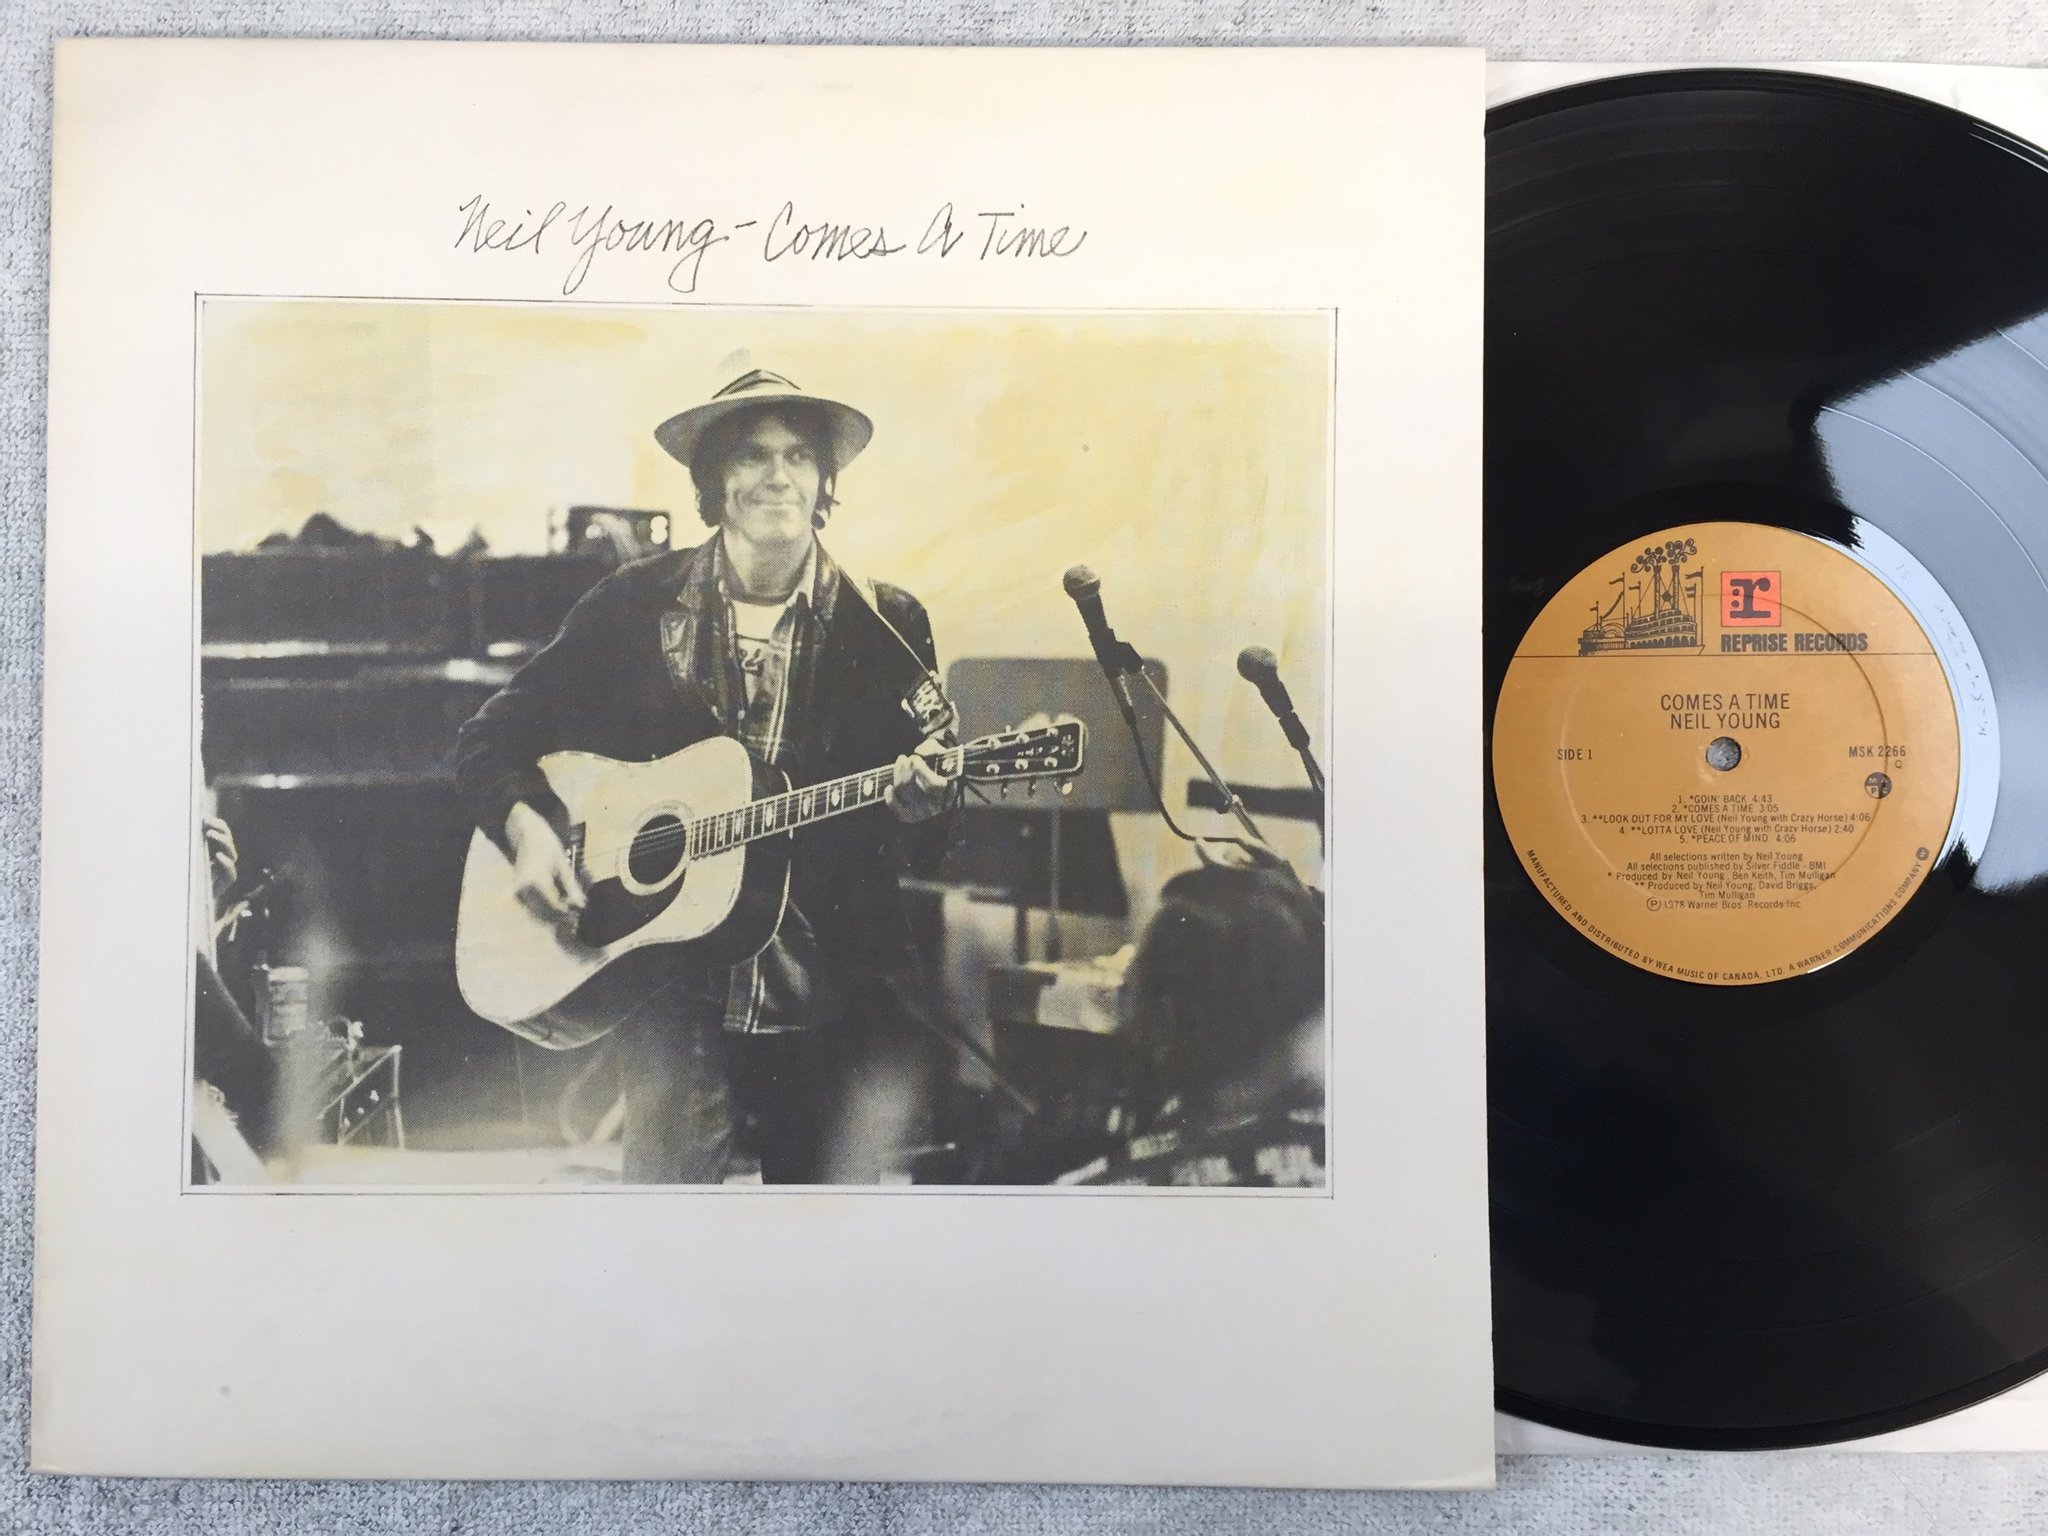 Neil Young - Comes A Time
r
REPRISE RECORDS
COMES A TIME
NEIL YOUNG
SIDE 1
MSK 2266
Q
MAPL
1. *GOIN' BACK 4:43
2. *COMES A TIME 3:05
3. **LOOK OUT FOR MY LOVE (Neil Young with Crazy Horse) 4:06
4. **LOTTA LOVE (Neil Young with Crazy Horse) 2:40
5. *PEACE OF MIND 4:06
All selections written by Neil Young
All selections published by Silver Fiddle - BMI
* Produced by Neil Young, Ben Keith, Tim Mulligan
** Produced by Neil Young, David Briggs,
Tim Mulligan
Ⓟ 1978 Warner Bros. Records Inc.
MANUFACTURED AND DISTRIBUTED BY WEA MUSIC OF CANADA, LTD. A WARNER COMMUNICATIONS COMPANY